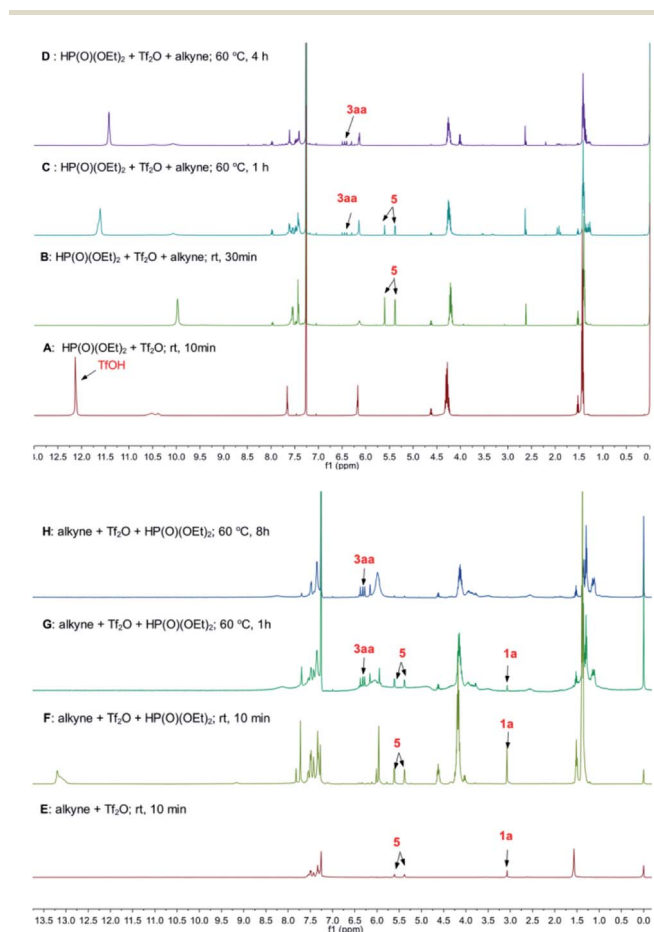 D : HP(O)(OEt)₂ + Tf₂O + alkyne; 60 °C, 4 h
3aa
C : HP(O)(OEt)₂ + Tf₂O + alkyne; 60°C, 1 h
3aa 5
B: HP(O)(OEt)₂ + Tf₂O + alkyne; rt, 30min
5
A: HP(O)(OEt)₂ + Tf₂O; rt, 10min
TfOH
13.0 12.5 12.0 11.5 11.0 10.5 10.0 9.5 9.0 8.5 8.0 7.5 7.0 6.5 6.0 5.5 5.0 4.5 4.0 3.5 3.0 2.5 2.0 1.5 1.0 0.5 0.
f1 (ppm)
H: alkyne + Tf₂O + HP(O)(OEt)₂; 60 °C, 8h
3aa
G: alkyne + Tf₂O + HP(O)(OEt)₂; 60 °C, 1h
3aa 5 1a
F: alkyne + Tf₂O + HP(O)(OEt)₂; rt, 10 min
5 1a
E: alkyne + Tf₂O; rt, 10 min
5 1a
13.5 13.0 12.5 12.0 11.5 11.0 10.5 10.0 9.5 9.0 8.5 8.0 7.5 7.0 6.5 6.0 5.5 5.0 4.5 4.0 3.5 3.0 2.5 2.0 1.5 1.0 0.5 0.0
f1 (ppm)